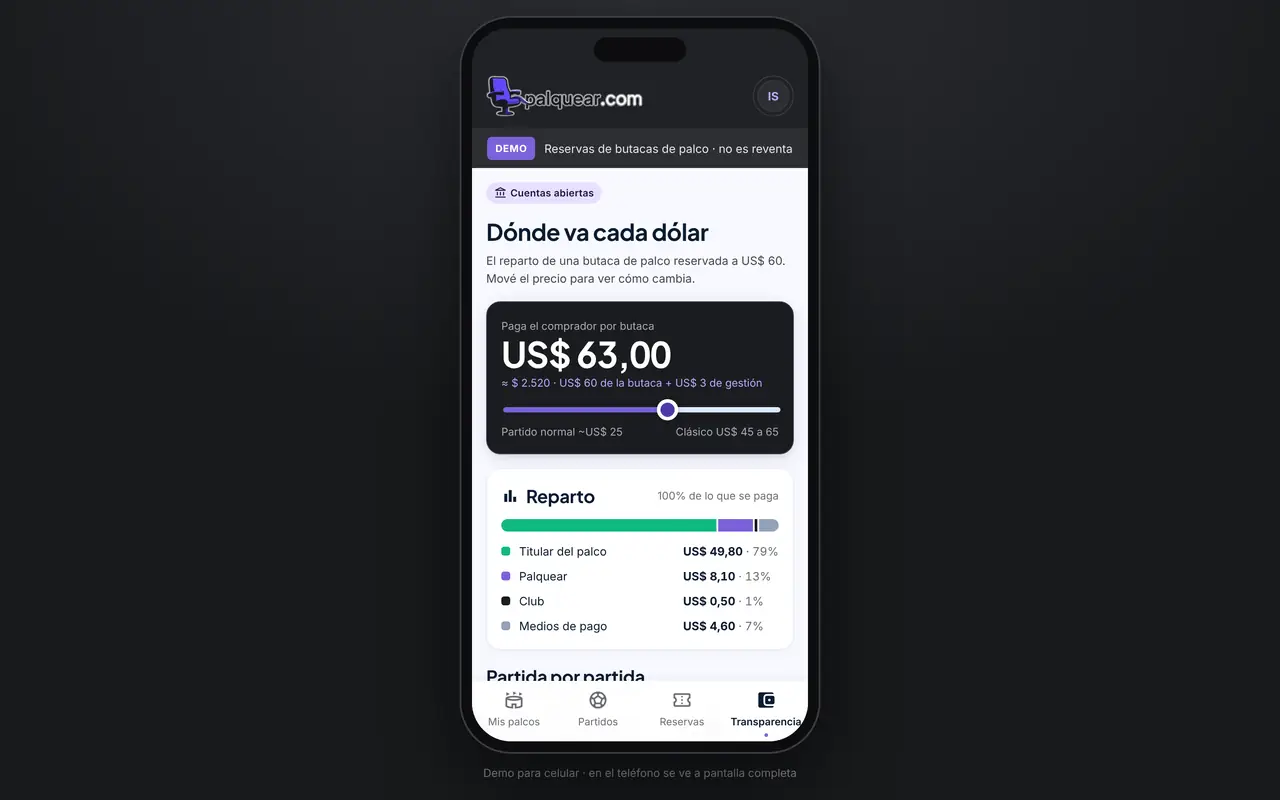 palquear.com
IS
DEMO
Reservas de butacas de palco · no es reventa
Cuentas abiertas
Dónde va cada dólar
El reparto de una butaca de palco reservada a US$ 60.
Mové el precio para ver cómo cambia.
Paga el comprador por butaca
US$ 63,00
≈ $ 2.520 · US$ 60 de la butaca + US$ 3 de gestión
Partido normal ~US$ 25
Clásico US$ 45 a 65
Reparto
100% de lo que se paga
Titular del palco US$ 49,80 · 79%
Palquear US$ 8,10 · 13%
Club US$ 0,50 · 1%
Medios de pago US$ 4,60 · 7%
Partida por partida
Mis palcos
Partidos
Reservas
Transparencia
Demo para celular · en el teléfono se ve a pantalla completa